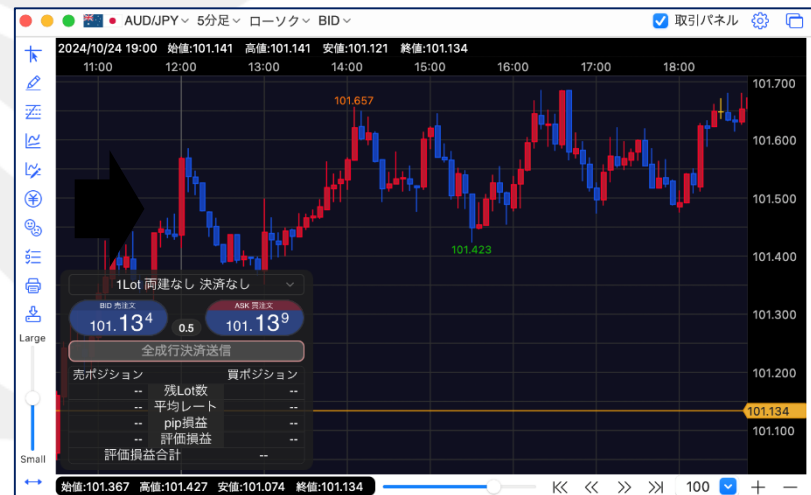 AUD/JPY 5分足 ローソク BID 取引パネル
2024/10/24 19:00 始値:101.141 高値:101.141 安値:101.121 終値:101.134
11:00 12:00 13:00 14:00 15:00 16:00 17:00 18:00
101.700
101.657
101.600
101.500
101.423
101.400
1Lot 両建なし 決済なし
BID 売注文 ASK 買注文
101.134 0.5 101.139
101.300
全成行決済送信
Large
売ポジション 買ポジション
101.200
-- 残Lot数 --
-- 平均レート --
101.134
-- pip損益 --
101.100
-- 評価損益 --
評価損益合計 --
Small
始値:101.367 高値:101.427 安値:101.074 終値:101.134 100